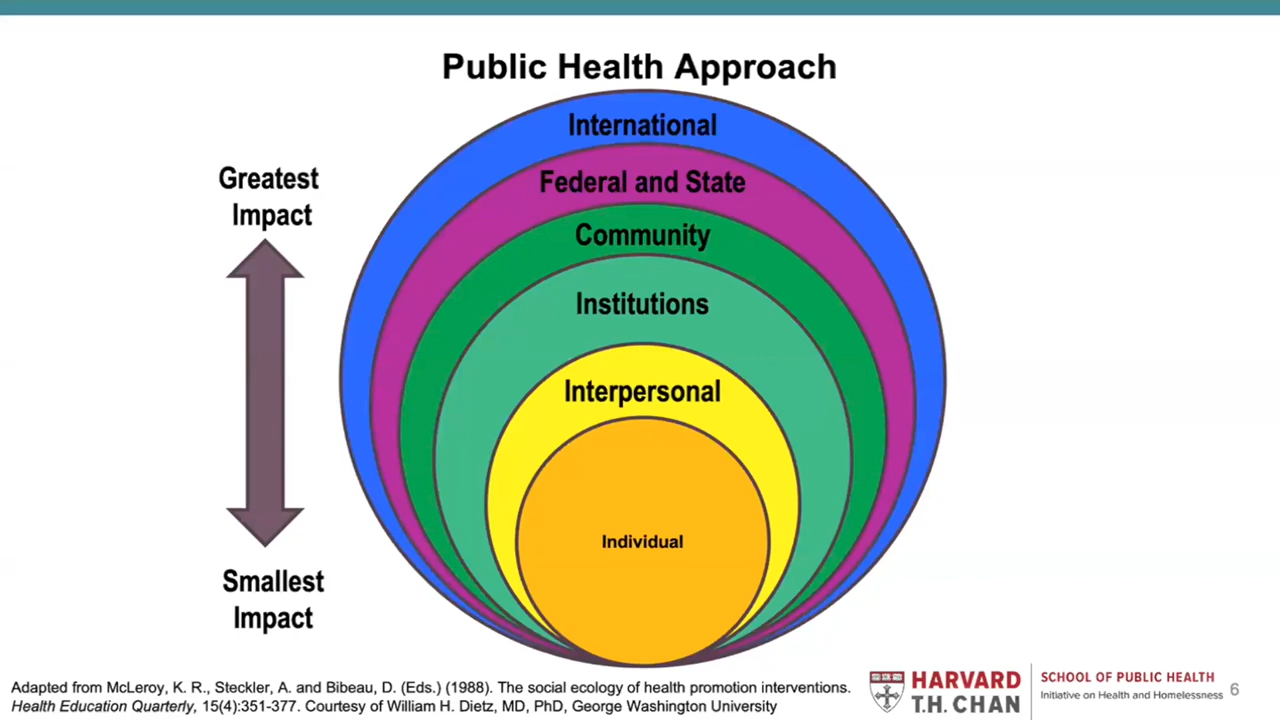 Public Health Approach
International
Federal and State
Community
Institutions
Interpersonal
Individual
Greatest
Impact
Smallest
Impact
Adapted from McLeroy, K. R., Steckler, A. and Bibeau, D. (Eds.) (1988). The social ecology of health promotion interventions.
Health Education Quarterly, 15(4):351-377. Courtesy of William H. Dietz, MD, PhD, George Washington University
HARVARD
T.H. CHAN
SCHOOL OF PUBLIC HEALTH
Initiative on Health and Homelessness
6